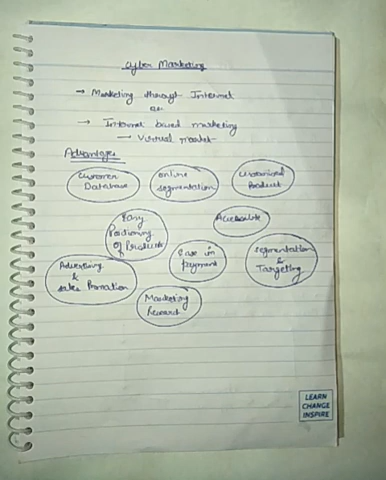 Cyber Marketing
→ Marketing through Internet
or
→ Internet based marketing
→ Virtual market
Advantages
Customer
Database
online
segmentation
Customized
Product
Easy
Positioning
of Products
Accessible
Advertising
&
Sales Promotion
Ease in
payment
Segmentation
&
Targeting
Marketing
Research
LEARN
CHANGE
INSPIRE